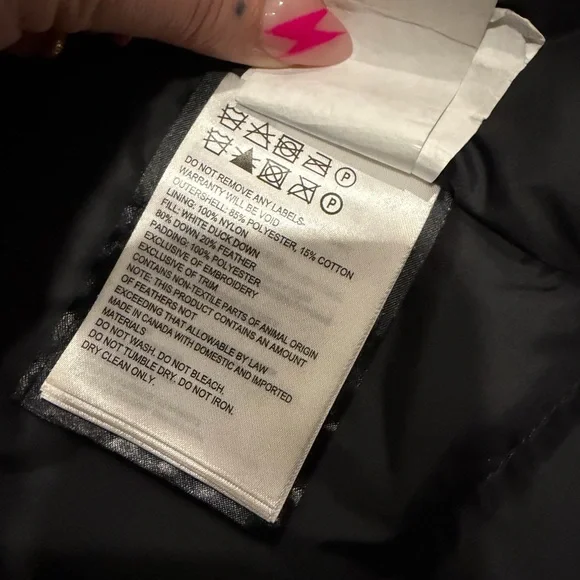 P
P
DO NOT REMOVE ANY LABELS-
WARRANTY WILL BE VOID
OUTERSHELL: 85% POLYESTER, 15% COTTON
LINING: 100% NYLON
FILL: WHITE DUCK DOWN
80% DOWN 20% FEATHER
PADDING: 100% POLYESTER
EXCLUSIVE OF EMBROIDERY
EXCLUSIVE OF TRIM
CONTAINS NON-TEXTILE PARTS OF ANIMAL ORIGIN
NOTE: THIS PRODUCT CONTAINS AN AMOUNT
OF FEATHERS NOT
EXCEEDING THAT ALLOWABLE BY LAW
MADE IN CANADA WITH DOMESTIC AND IMPORTED
MATERIALS
DO NOT WASH. DO NOT BLEACH.
DO NOT TUMBLE DRY. DO NOT IRON.
DRY CLEAN ONLY.